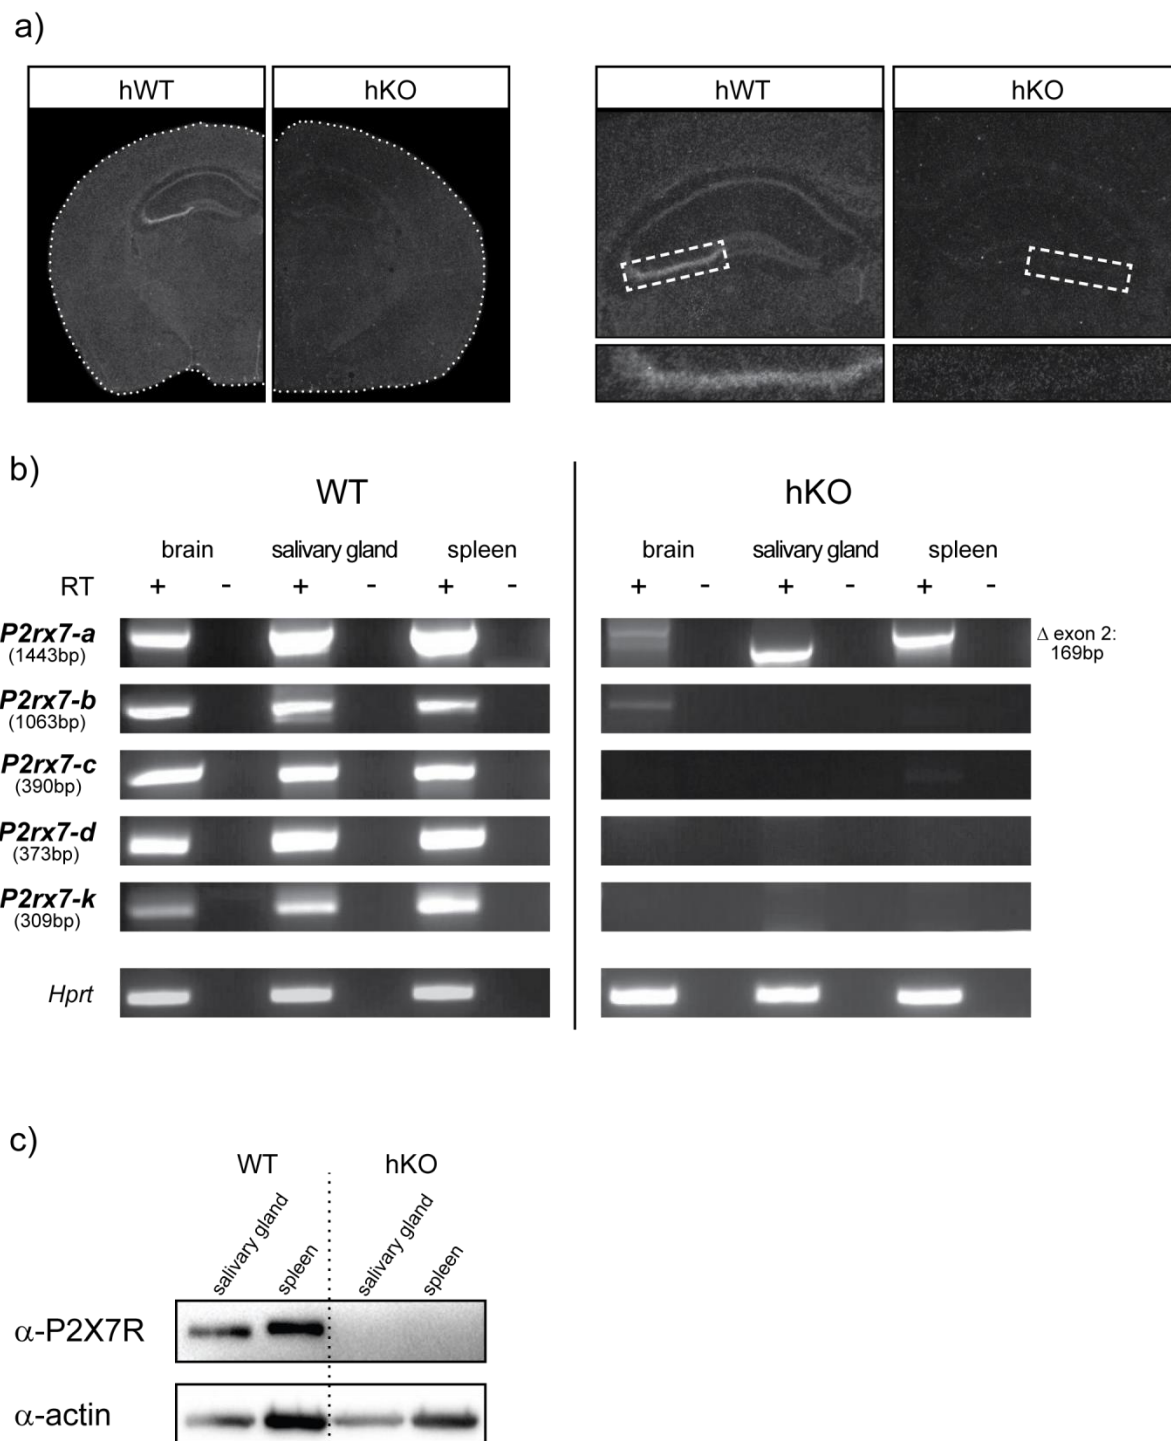 a)
hWT hKO hWT hKO
b)
WT hKO
brain salivary gland spleen brain salivary gland spleen
RT + - + - + - + - + - + -
P2rx7-a
(1443bp)
Δ exon 2:
169bp
P2rx7-b
(1063bp)
P2rx7-c
(390bp)
P2rx7-d
(373bp)
P2rx7-k
(309bp)
Hprt
c)
WT hKO
salivary gland spleen salivary gland spleen
α-P2X7R
α-actin